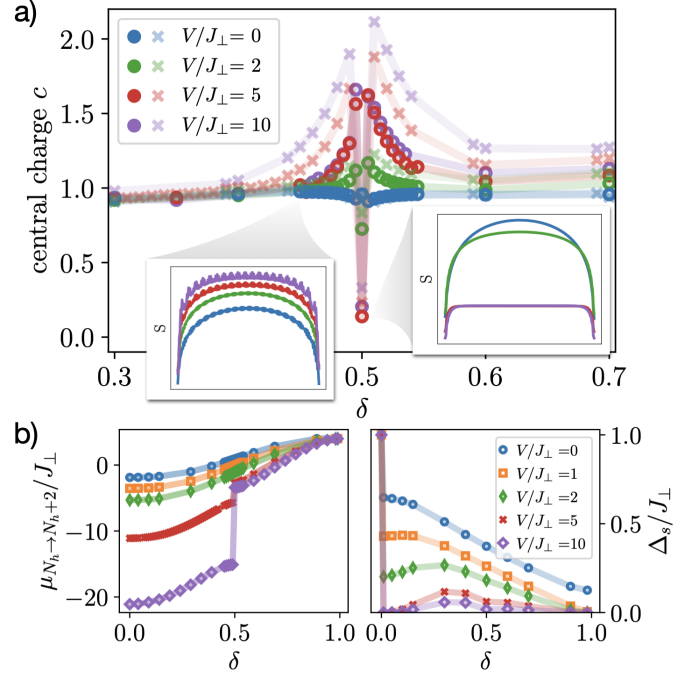 a)
central charge c
2.0
1.5
1.0
0.5
0.0
V/J⊥= 0
V/J⊥= 2
V/J⊥= 5
V/J⊥= 10
S
S
0.3
0.5
0.6
0.7
δ
b)
μNh→Nh+2/J⊥
0
−10
−20
0.0
0.5
1.0
δ
V/J⊥=0
V/J⊥=1
V/J⊥=2
V/J⊥=5
V/J⊥=10
1.0
0.5
0.0
Δs/J⊥
0.0
0.5
1.0
δ